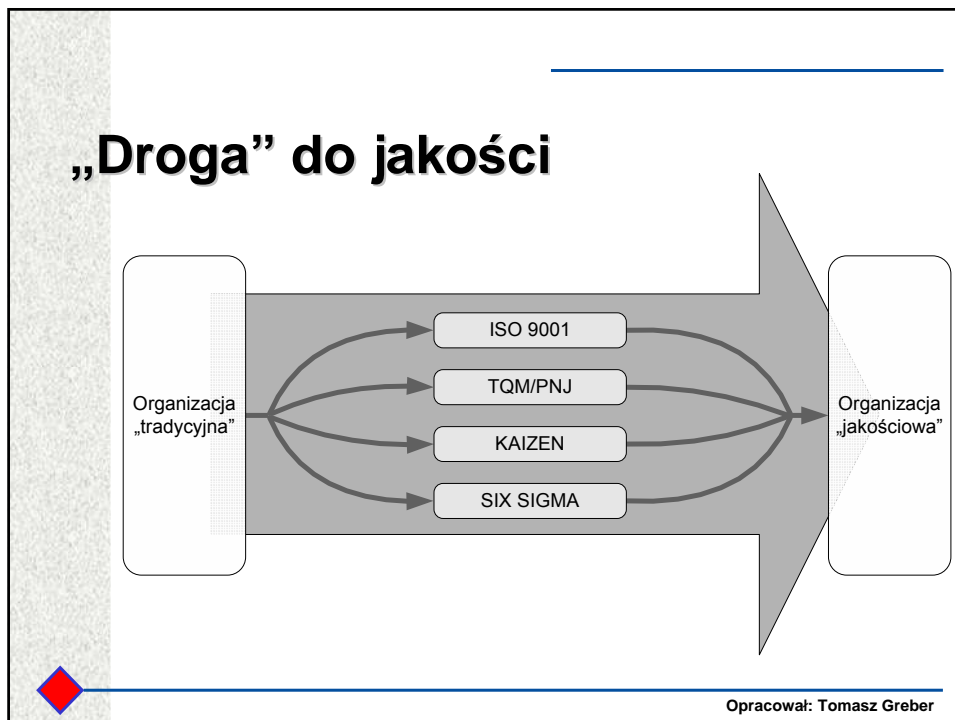 „Droga” do jakości
Organizacja
„tradycyjna”
ISO 9001
TQM/PNJ
KAIZEN
SIX SIGMA
Organizacja
„jakościowa”
Opracował: Tomasz Greber